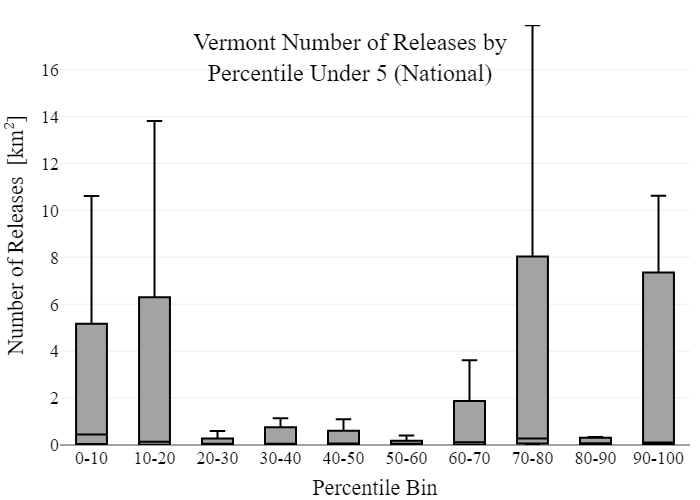 Vermont Number of Releases by
Percentile Under 5 (National)
Number of Releases [km²]
16
14
12
10
8
6
4
2
0
0-10 10-20 20-30 30-40 40-50 50-60 60-70 70-80 80-90 90-100
Percentile Bin